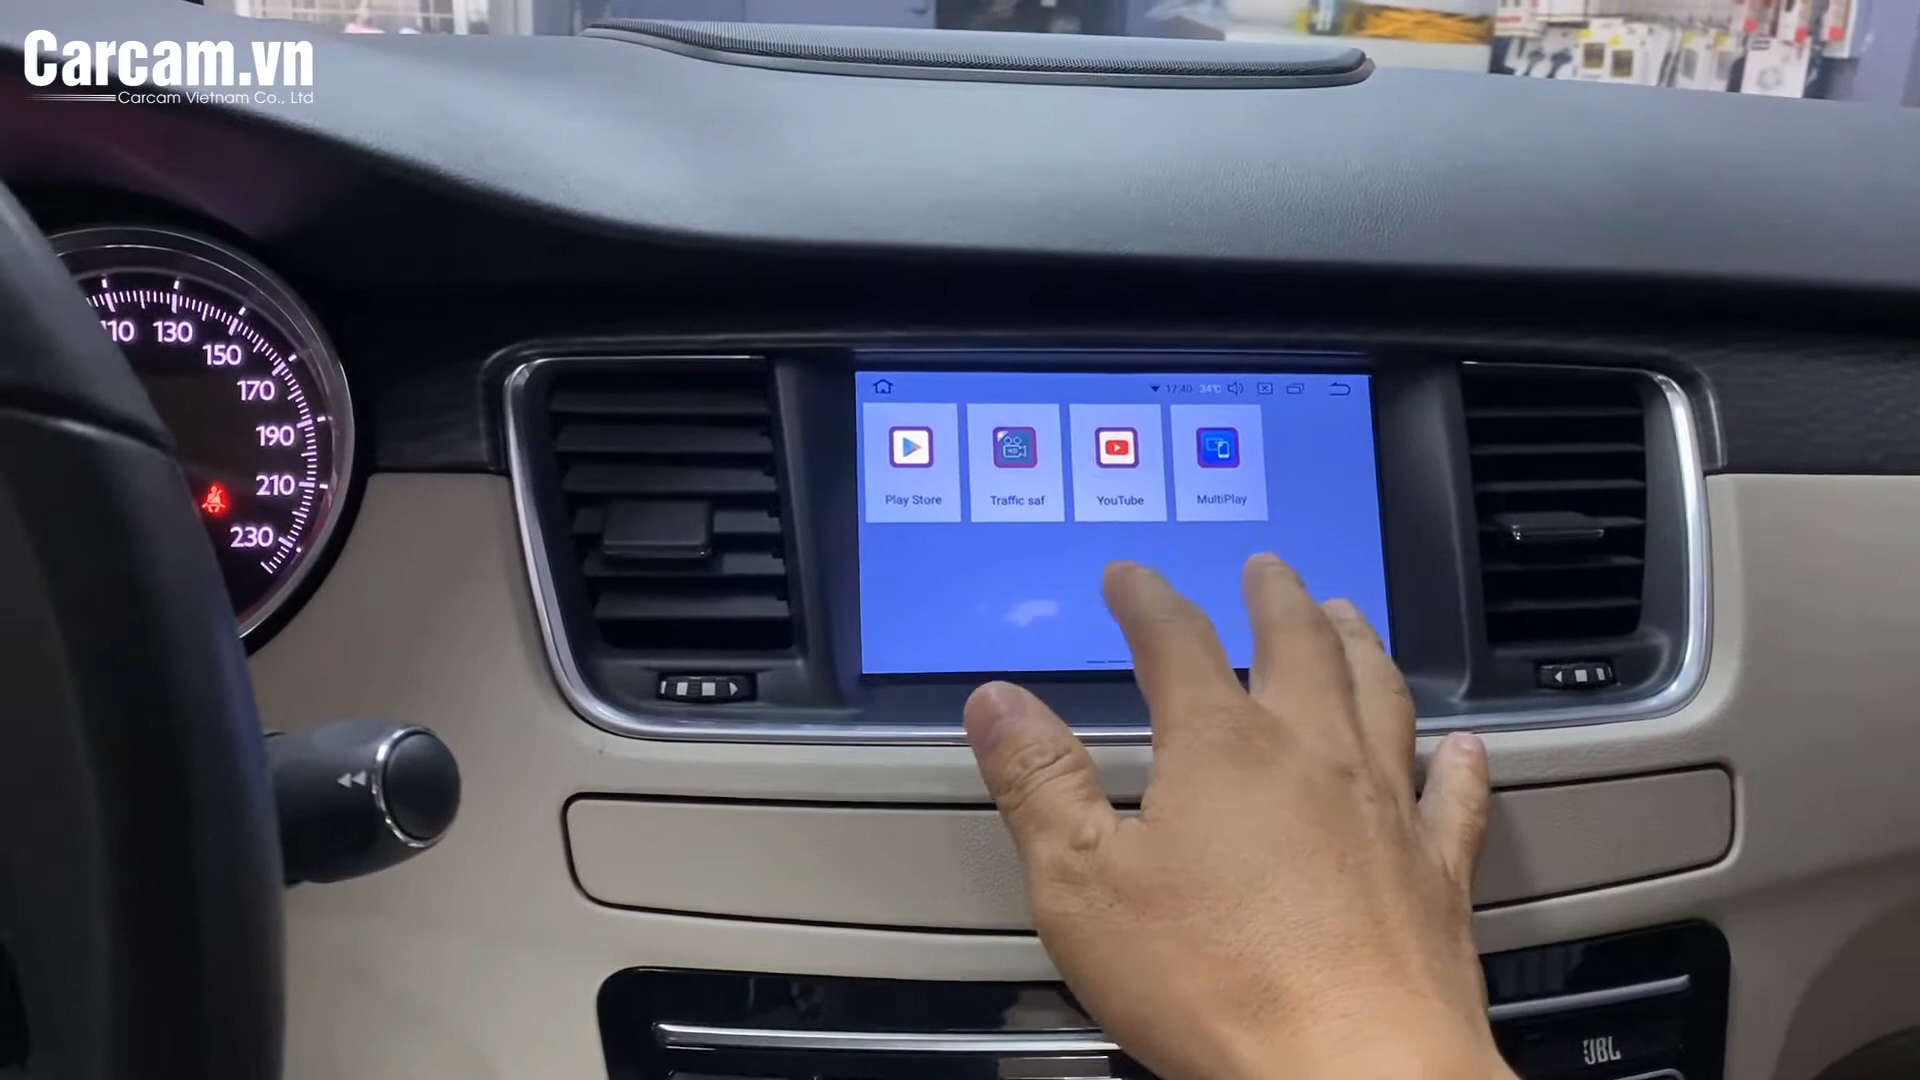 Carcam.vn
Carcam Vietnam Co., Ltd
110
130
150
170
190
210
230
17:40 34°C
Play Store
Traffic saf
YouTube
MultiPlay
JBL